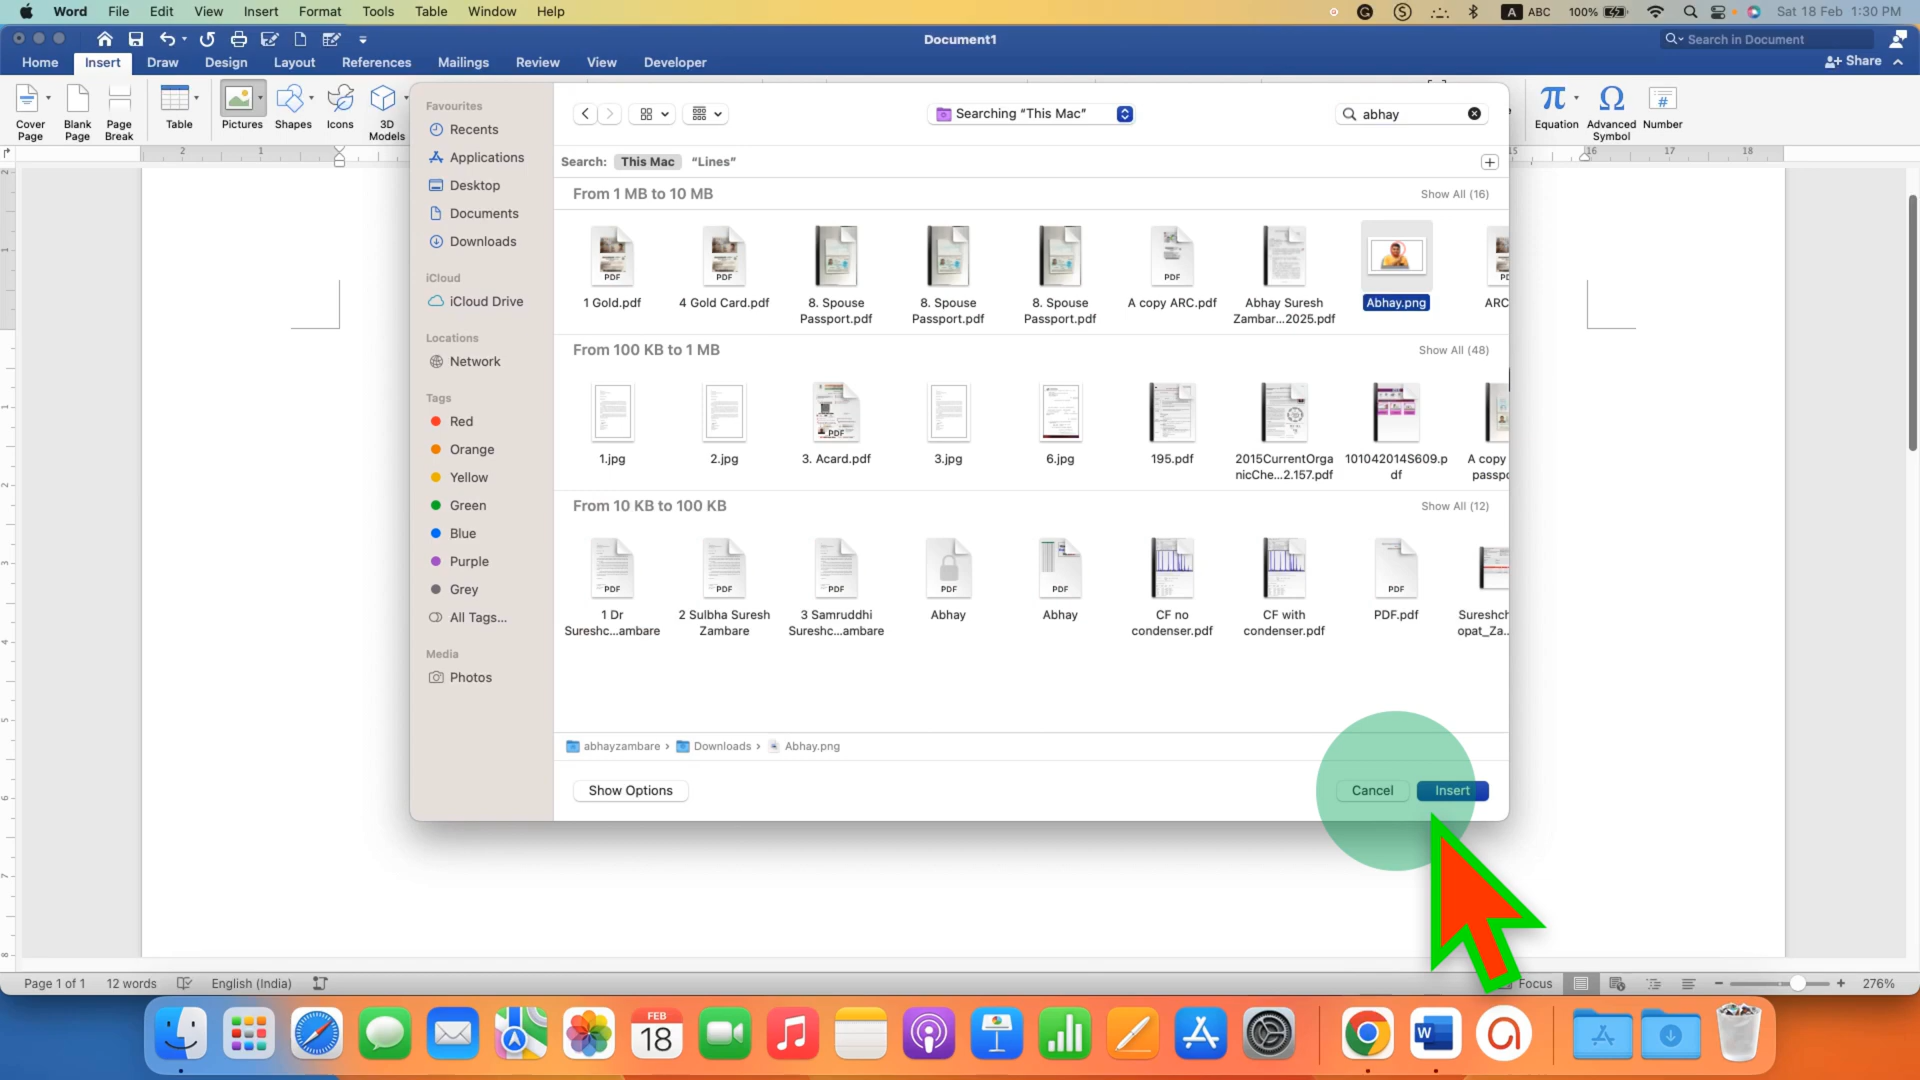 Word File Edit View Insert Format Tools Table Window Help
A ABC 100% Sat 18 Feb 1:30 PM
Document1
Search in Document
Home Insert Draw Design Layout References Mailings Review View Developer
Share
Cover Page
Blank Page
Page Break
Table
Pictures
Shapes
Icons
3D Models
Equation
Advanced Symbol
Number
2 1 15 16 17 18
Favourites
Recents
Applications
Desktop
Documents
Downloads
iCloud
iCloud Drive
Locations
Network
Tags
Red
Orange
Yellow
Green
Blue
Purple
Grey
All Tags...
Media
Photos
Searching “This Mac”
abhay
Search: This Mac “Lines”
From 1 MB to 10 MB
Show All (16)
1 Gold.pdf
4 Gold Card.pdf
8. Spouse Passport.pdf
8. Spouse Passport.pdf
8. Spouse Passport.pdf
A copy ARC.pdf
Abhay Suresh Zambar...2025.pdf
Abhay.png
ARC
From 100 KB to 1 MB
Show All (48)
1.jpg
2.jpg
3. Acard.pdf
3.jpg
6.jpg
195.pdf
2015CurrentOrga nicChe...2.157.pdf
101042014S609.p df
A copy passpo
From 10 KB to 100 KB
Show All (12)
1 Dr Sureshc...ambare
2 Sulbha Suresh Zambare
3 Samruddhi Sureshc...ambare
Abhay
Abhay
CF no condenser.pdf
CF with condenser.pdf
PDF.pdf
Sureshch opat_Za..
abhayzambare › Downloads › Abhay.png
Show Options
Cancel
Insert
Page 1 of 1 12 words English (India)
Focus
276%
FEB
18